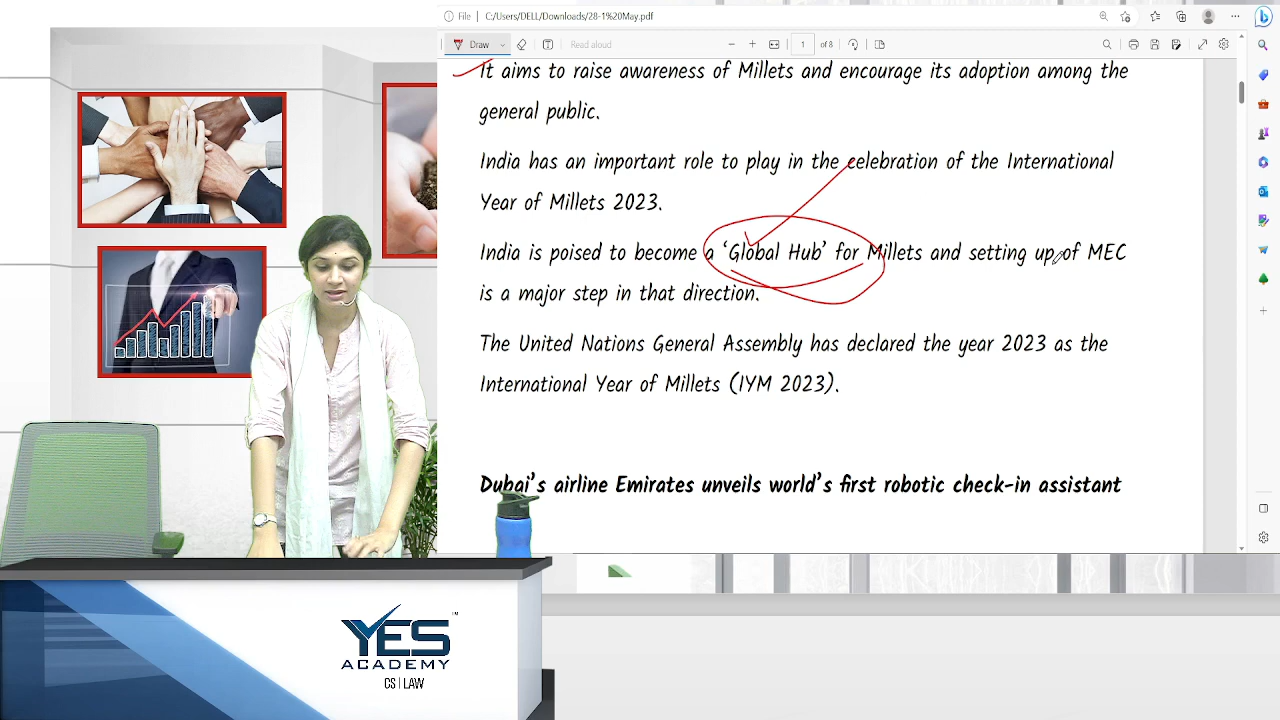 File | C:/Users/DELL/Downloads/28-1%20May.pdf
Draw
Read aloud
1 of 8
It aims to raise awareness of Millets and encourage its adoption among the
general public.
India has an important role to play in the celebration of the International
Year of Millets 2023.
India is poised to become a ‘Global Hub’ for Millets and setting up of MEC
is a major step in that direction.
The United Nations General Assembly has declared the year 2023 as the
International Year of Millets (IYM 2023).
Dubai’s airline Emirates unveils world’s first robotic check-in assistant
YES
ACADEMY
CS | LAW
TM